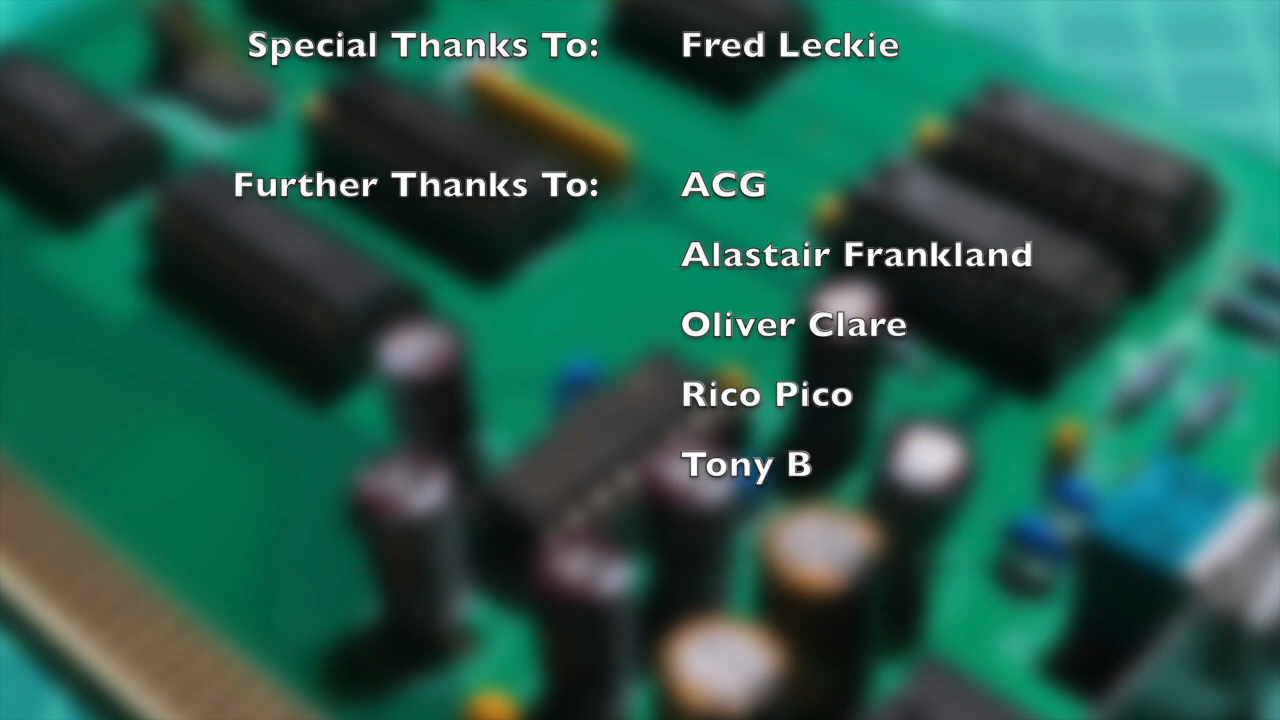 Special Thanks To: Fred Leckie
Further Thanks To: ACG
Alastair Frankland
Oliver Clare
Rico Pico
Tony B